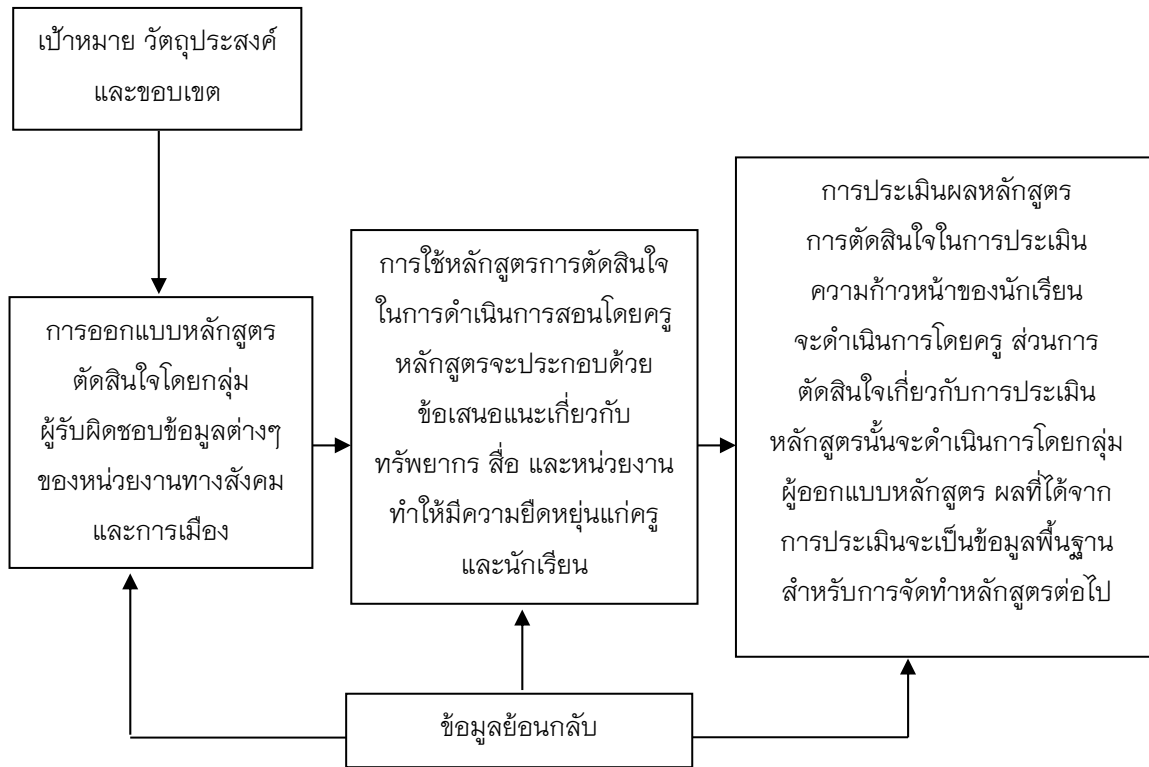 เป้าหมาย วัตถุประสงค์
และขอบเขต
การออกแบบหลักสูตร
ตัดสินใจโดยกลุ่ม
ผู้รับผิดชอบข้อมูลต่างๆ
ของหน่วยงานทางสังคม
และการเมือง
การใช้หลักสูตรการตัดสินใจ
ในการดำเนินการสอนโดยครู
หลักสูตรจะประกอบด้วย
ข้อเสนอแนะเกี่ยวกับ
ทรัพยากร สื่อ และหน่วยงาน
ทำให้มีความยืดหยุ่นแก่ครู
และนักเรียน
การประเมินผลหลักสูตร
การตัดสินใจในการประเมิน
ความก้าวหน้าของนักเรียน
จะดำเนินการโดยครู ส่วนการ
ตัดสินใจเกี่ยวกับการประเมิน
หลักสูตรนั้นจะดำเนินการโดยกลุ่ม
ผู้ออกแบบหลักสูตร ผลที่ได้จาก
การประเมินจะเป็นข้อมูลพื้นฐาน
สำหรับการจัดทำหลักสูตรต่อไป
ข้อมูลย้อนกลับ